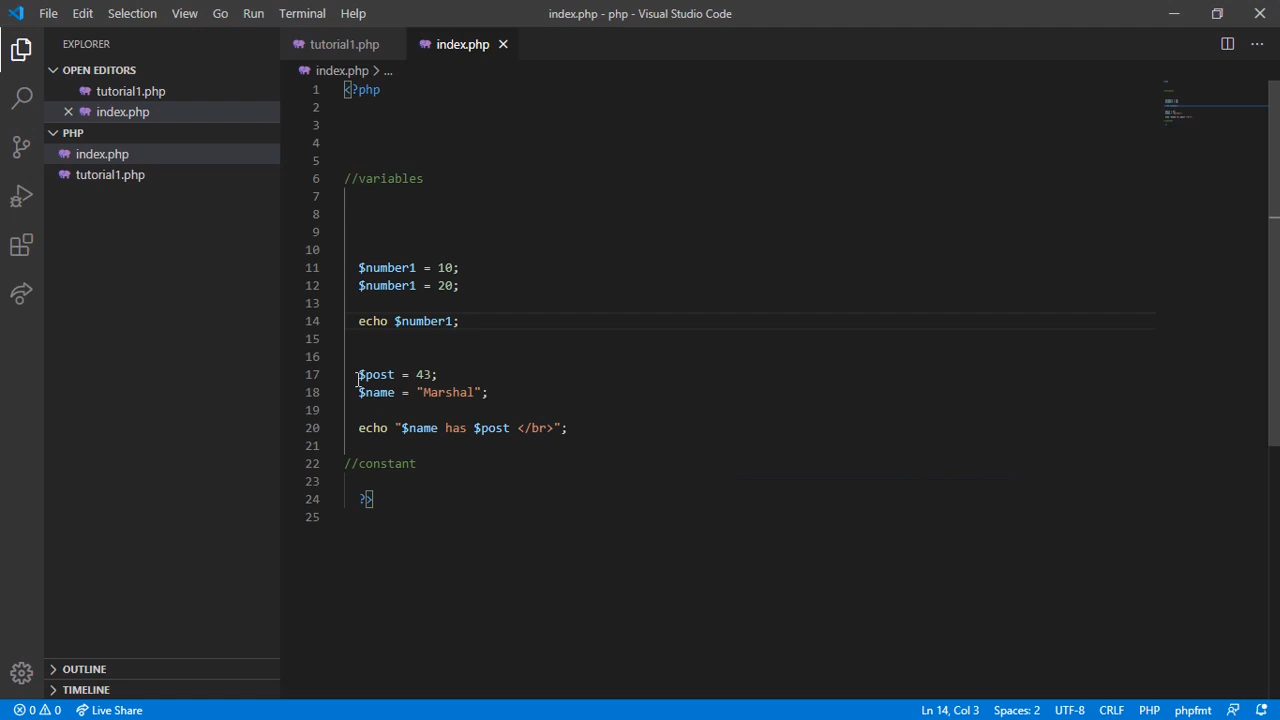 File Edit Selection View Go Run Terminal Help index.php - php - Visual Studio Code
EXPLORER
OPEN EDITORS
tutorial1.php
index.php
PHP
index.php
tutorial1.php
OUTLINE
TIMELINE
tutorial1.php index.php
index.php > ...
1 <?php
2
3
4
5
6 //variables
7
8
9
10
11 $number1 = 10;
12 $number1 = 20;
13
14 echo $number1;
15
16
17 $post = 43;
18 $name = "Marshal";
19
20 echo "$name has $post </br>";
21
22 //constant
23
24 ?>
25
0 0 Live Share Ln 14, Col 3 Spaces: 2 UTF-8 CRLF PHP phpfmt